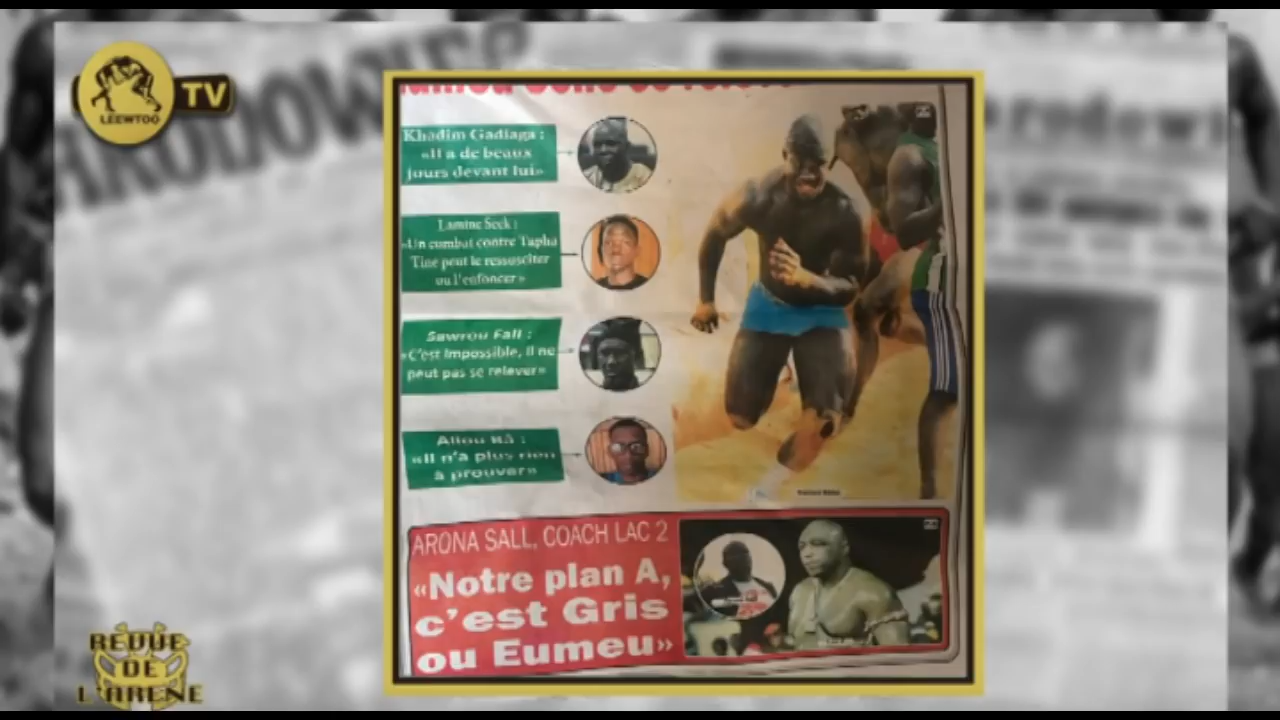 LEEWTOO
TV
Khadim Gadiaga :
«Il a de beaux
jours devant lui»
Lamine Seck :
«Un combat contre Tapha
Tine peut le ressusciter
ou l'enfoncer»
Sawrou Fall :
«C'est impossible, il ne
peut pas se relever»
Aliou Bâ :
«Il n'a plus rien
à prouver»
ARONA SALL, COACH LAC 2
«Notre plan A,
c'est Gris
ou Eumeu»
REVUE
DE
L'ARENE